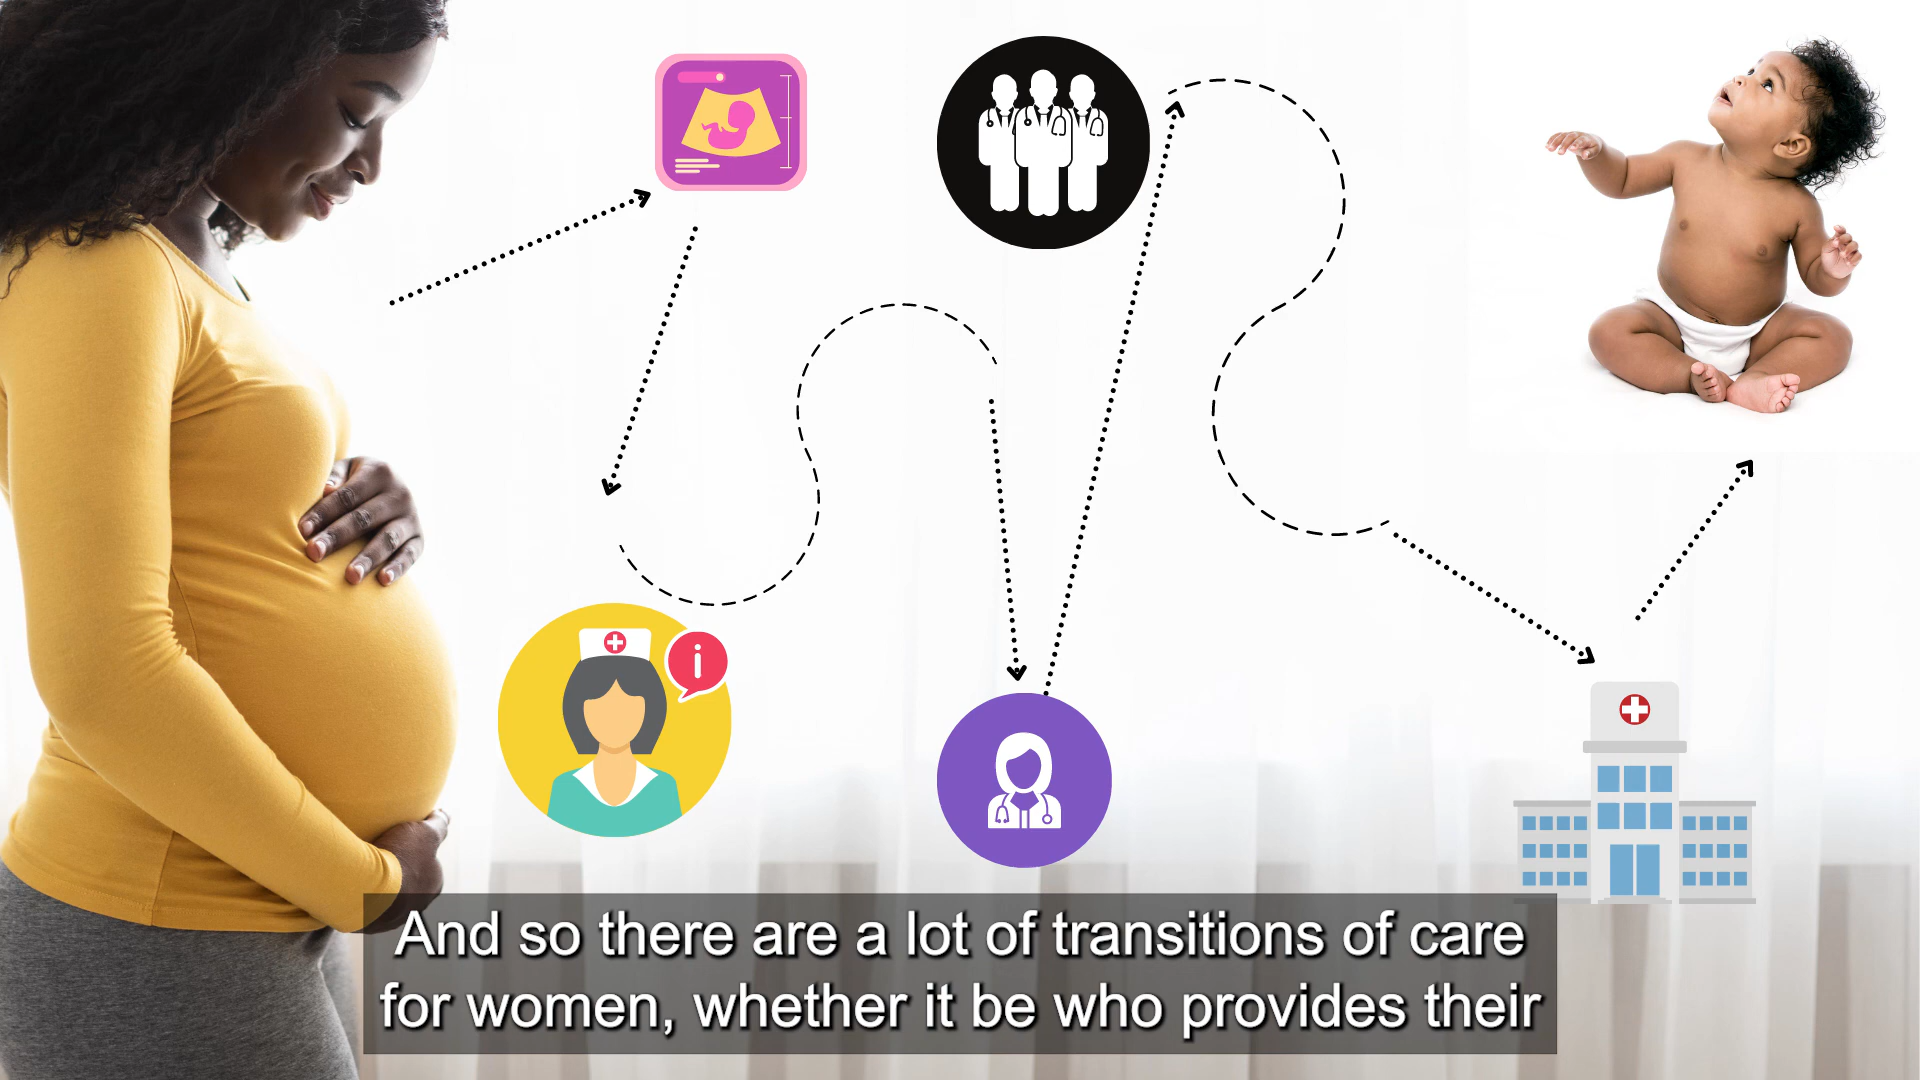 i
And so there are a lot of transitions of care
for women, whether it be who provides their